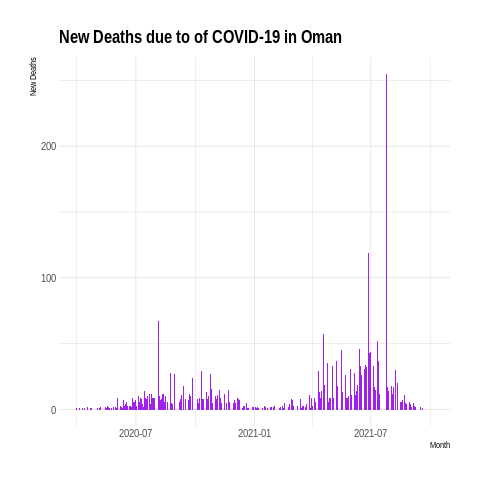 New Deaths due to of COVID-19 in Oman
New Deaths
200
100
0
2020-07 2021-01 2021-07
Month